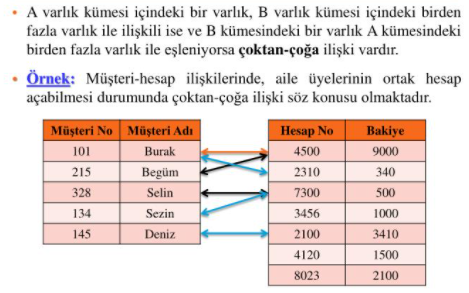 • A varlık kümesi içindeki bir varlık, B varlık kümesi içindeki birden
fazla varlık ile ilişkili ise ve B kümesindeki bir varlık A kümesindeki
birden fazla varlık ile eşleniyorsa çoktan-çoğa ilişki vardır.
• Örnek: Müşteri-hesap ilişkilerinde, aile üyelerinin ortak hesap
açabilmesi durumunda çoktan-çoğa ilişki söz konusu olmaktadır.
Müşteri No Müşteri Adı
101 Burak
215 Begüm
328 Selin
134 Sezin
145 Deniz
Hesap No Bakiye
4500 9000
2310 340
7300 500
3456 1000
2100 3410
4120 1500
8023 2100